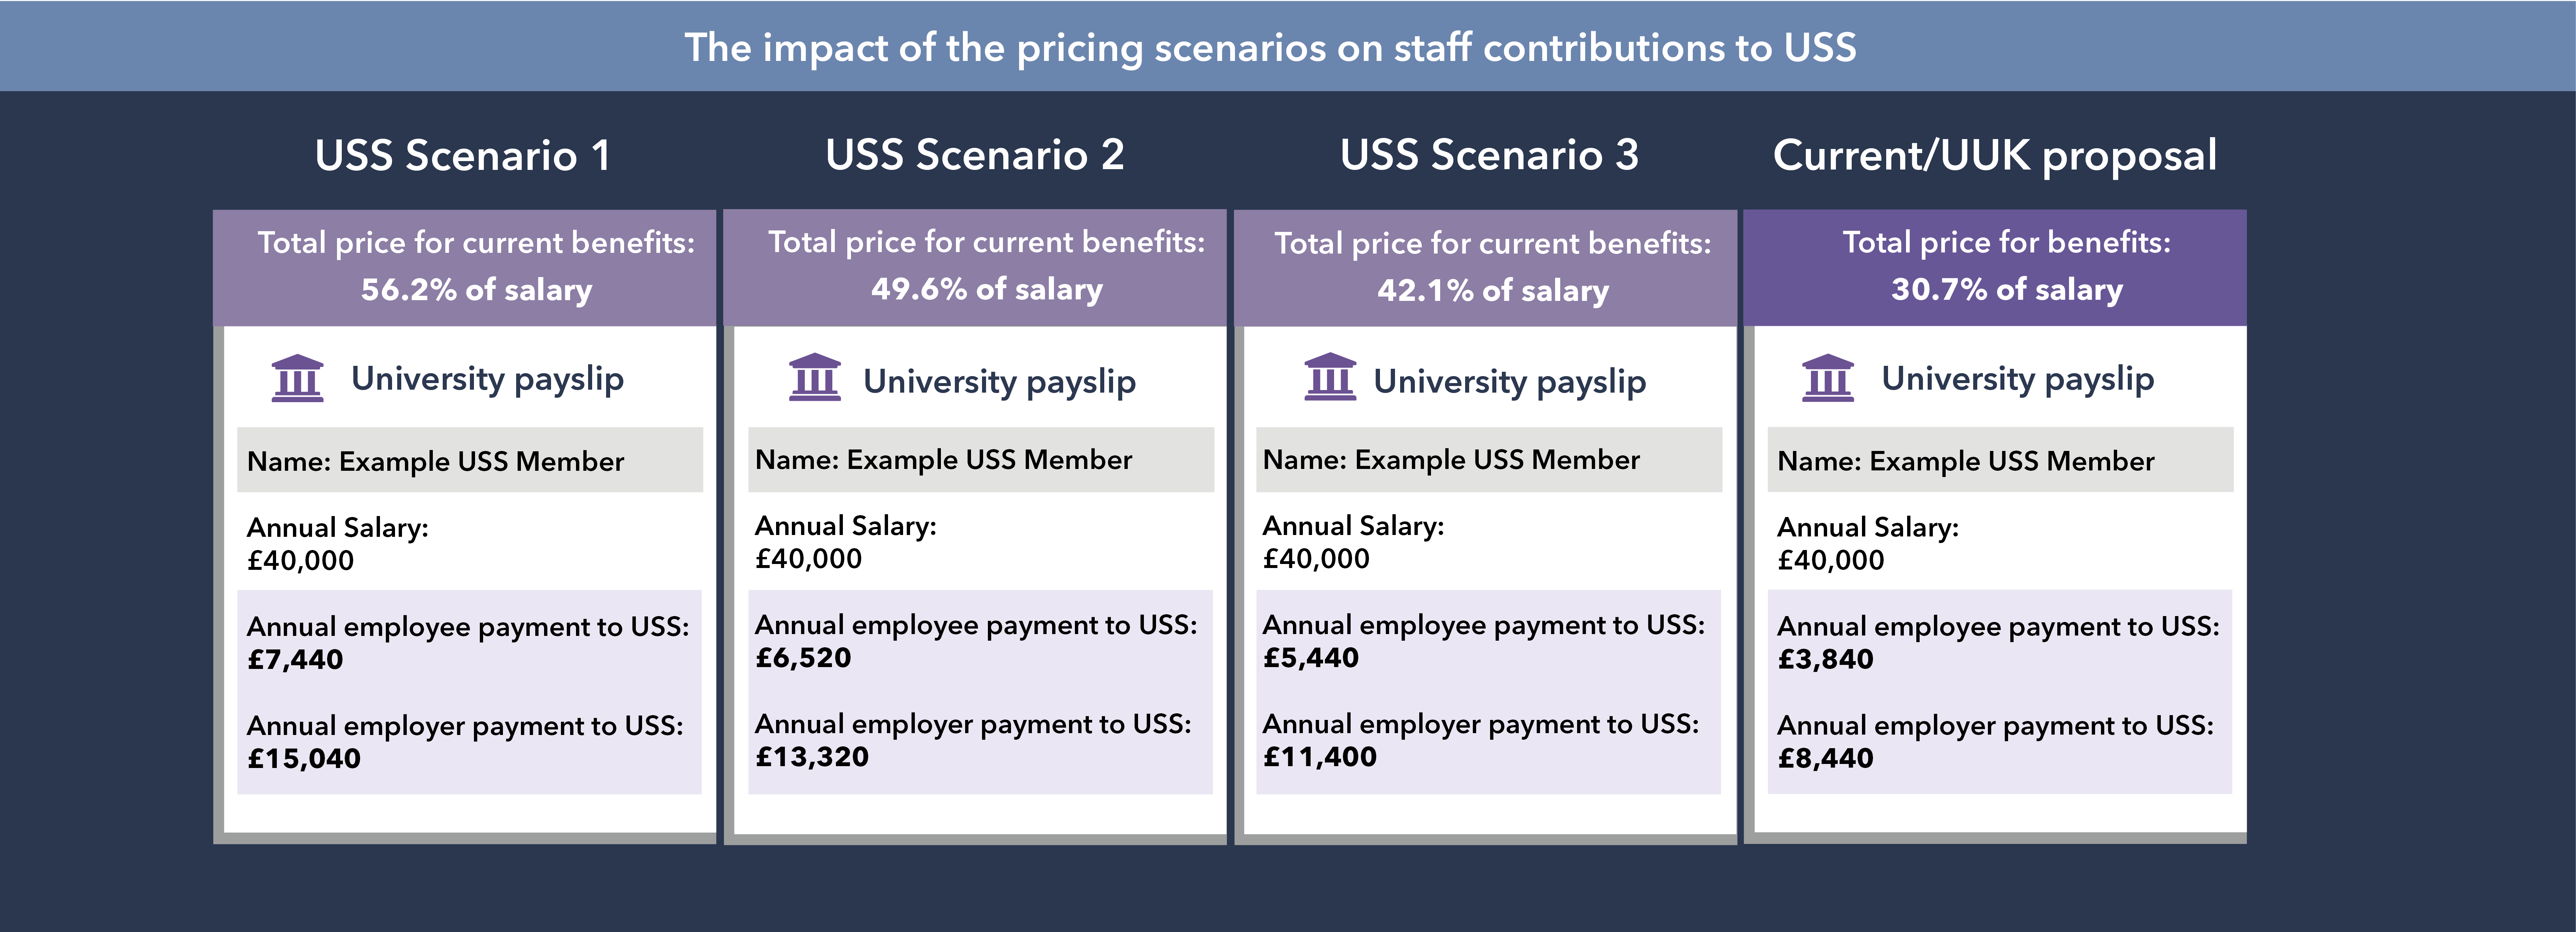 The impact of the pricing scenarios on staff contributions to USS
USS Scenario 1
Total price for current benefits:
56.2% of salary
University payslip
Name: Example USS Member
Annual Salary:
£40,000
Annual employee payment to USS:
£7,440
Annual employer payment to USS:
£15,040
USS Scenario 2
Total price for current benefits:
49.6% of salary
University payslip
Name: Example USS Member
Annual Salary:
£40,000
Annual employee payment to USS:
£6,520
Annual employer payment to USS:
£13,320
USS Scenario 3
Total price for current benefits:
42.1% of salary
University payslip
Name: Example USS Member
Annual Salary:
£40,000
Annual employee payment to USS:
£5,440
Annual employer payment to USS:
£11,400
Current/UUK proposal
Total price for benefits:
30.7% of salary
University payslip
Name: Example USS Member
Annual Salary:
£40,000
Annual employee payment to USS:
£3,840
Annual employer payment to USS:
£8,440